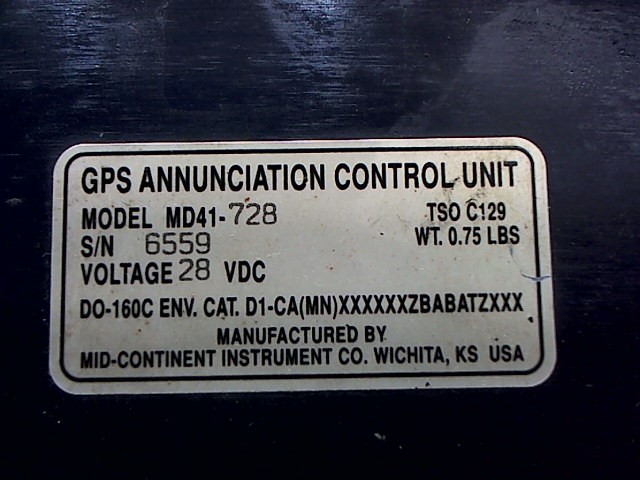 GPS ANNUNCIATION CONTROL UNIT
MODEL MD41-728 TSO C129
S/N 6559 WT. 0.75 LBS
VOLTAGE 28 VDC
DO-160C ENV. CAT. D1-CA(MN)XXXXXXZBABATZXXX
MANUFACTURED BY
MID-CONTINENT INSTRUMENT CO. WICHITA, KS USA